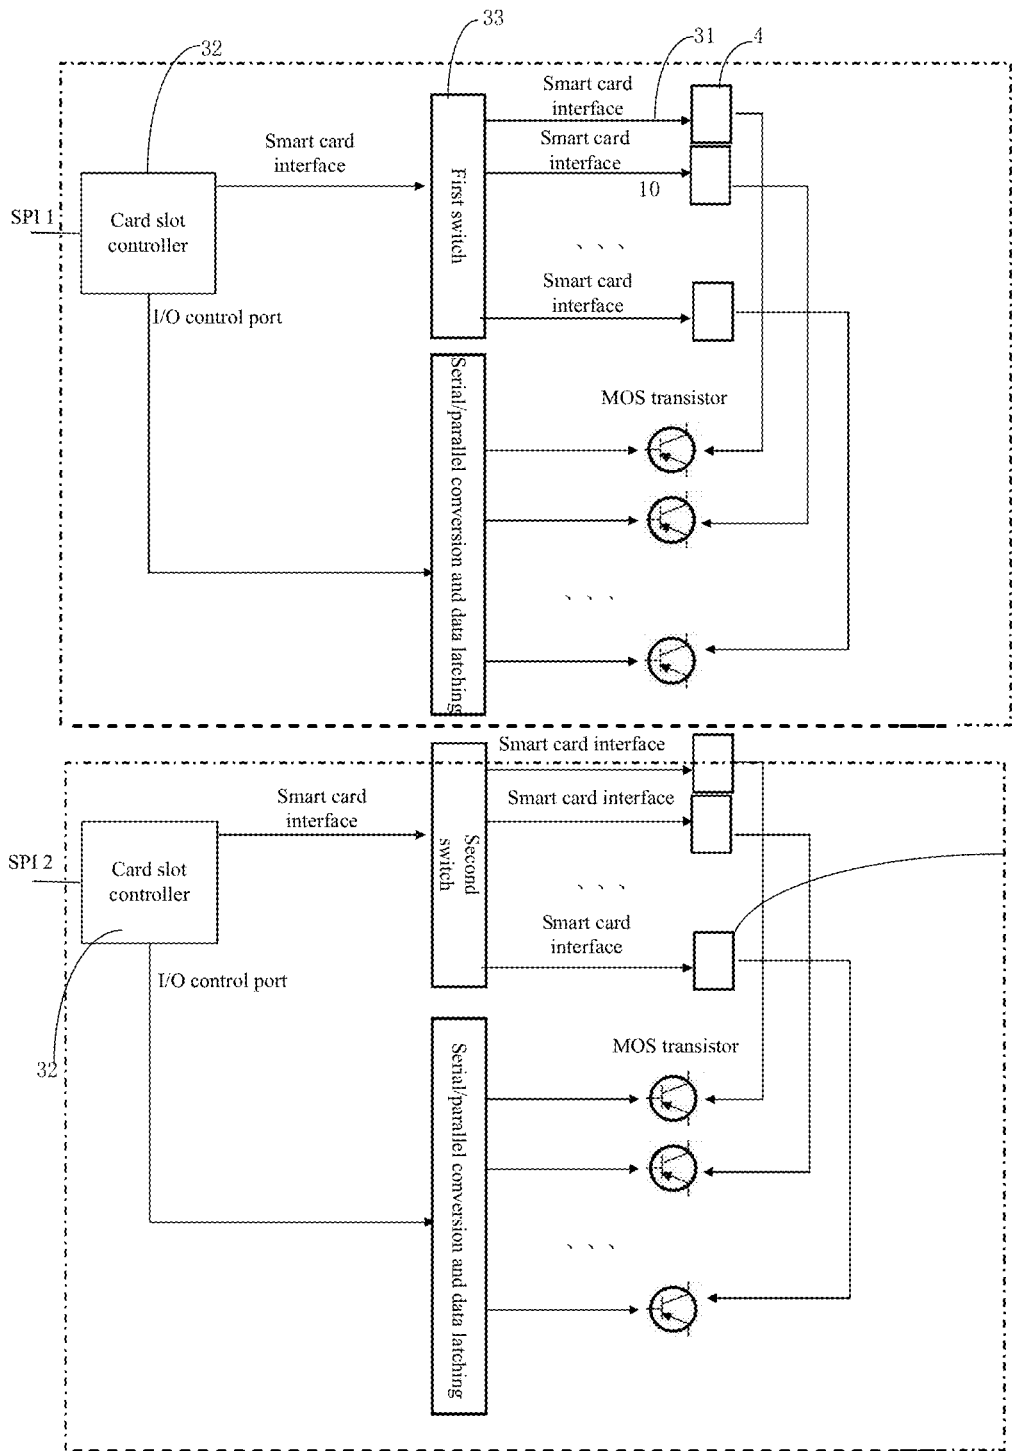 32
33
31
4
Smart card
interface
Smart card
interface
10
Smart card
interface
SPI 1
Card slot
controller
First switch
Smart card
interface
I/O control port
Serial/parallel conversion and data latching
MOS transistor
Smart card interface
Smart card interface
Smart card
interface
SPI 2
Card slot
controller
Second
switch
Smart card
interface
I/O control port
32
MOS transistor
Serial/parallel conversion and data latching